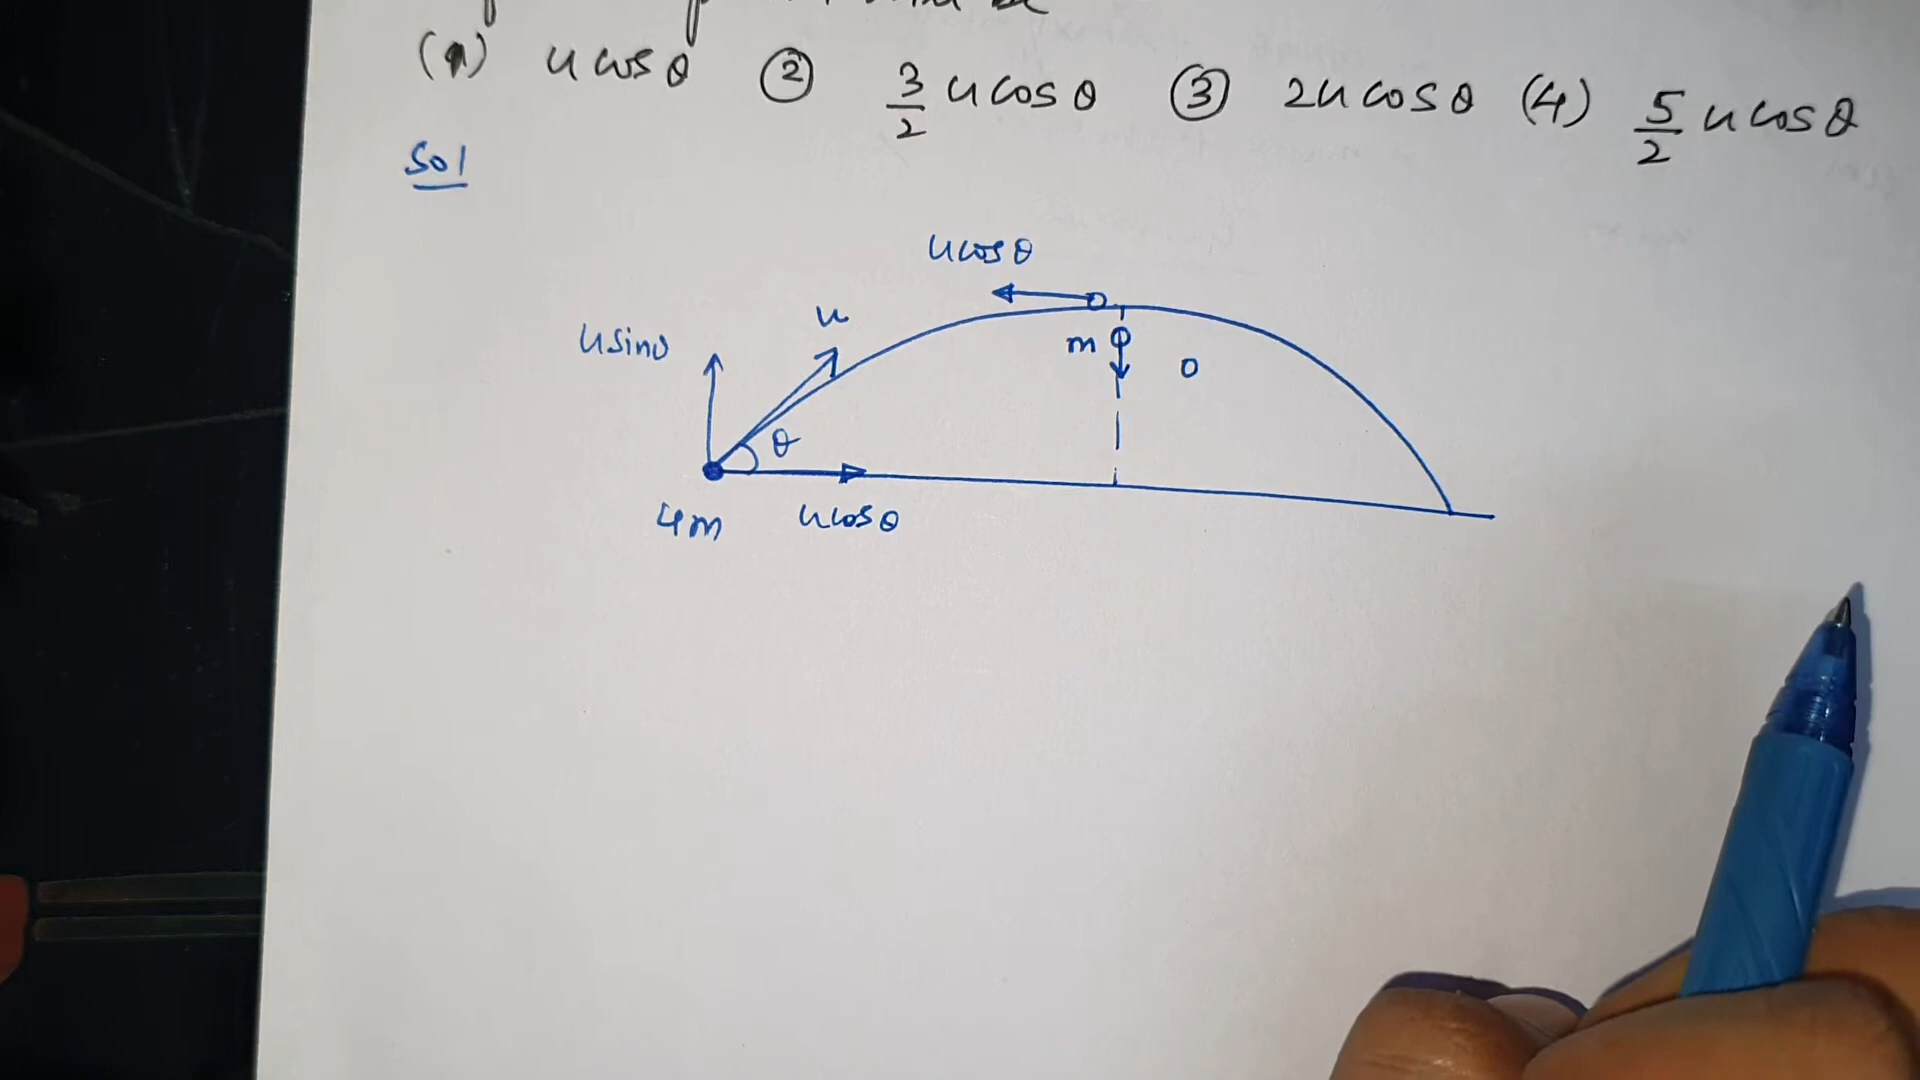 (1) u cos θ ② 3/2 u cos θ ③ 2u cos θ (4) 5/2 u cos θ
Sol
u cos θ
u
u sin θ
m
0
θ
4m
u cos θ